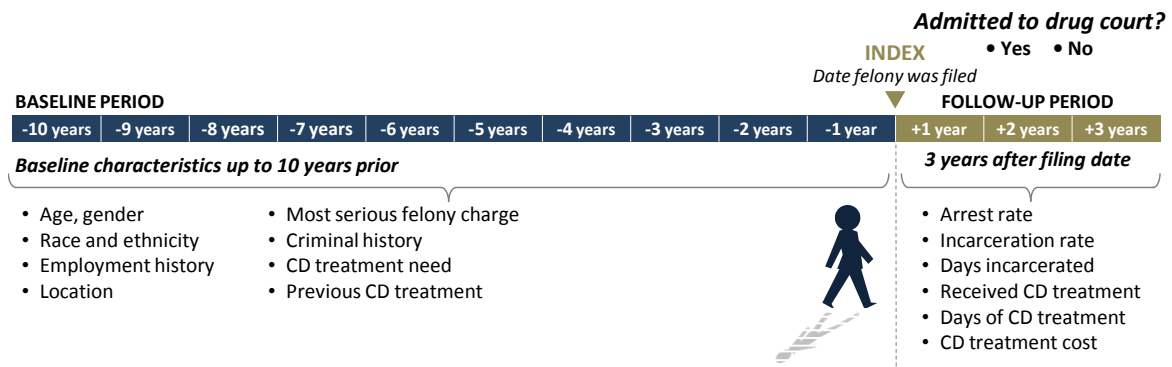 Admitted to drug court?
• Yes • No
INDEX
Date felony was filed
BASELINE PERIOD
FOLLOW-UP PERIOD
-10 years -9 years -8 years -7 years -6 years -5 years -4 years -3 years -2 years -1 year +1 year +2 years +3 years
Baseline characteristics up to 10 years prior
3 years after filing date
• Age, gender
• Race and ethnicity
• Employment history
• Location
• Most serious felony charge
• Criminal history
• CD treatment need
• Previous CD treatment
• Arrest rate
• Incarceration rate
• Days incarcerated
• Received CD treatment
• Days of CD treatment
• CD treatment cost